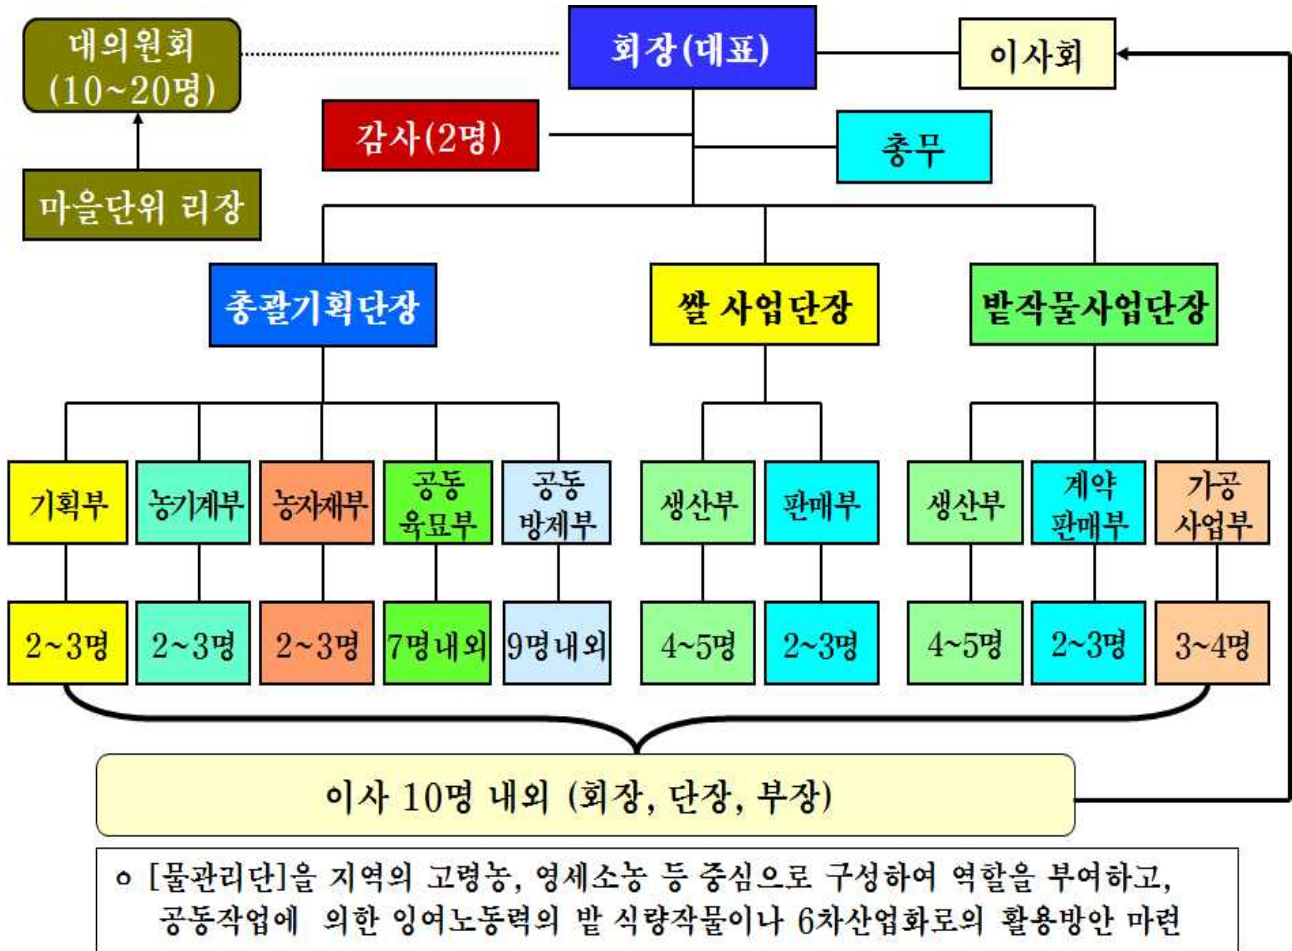 대의원회
(10~20명)
회장(대표)
이사회
감사(2명)
총무
마을단위 리장
총괄기획단장
쌀 사업단장
밭작물사업단장
기획부
농기계부
농자재부
공동
육묘부
공동
방제부
생산부
판매부
생산부
계약
판매부
가공
사업부
2~3명
2~3명
2~3명
7명내외
9명내외
4~5명
2~3명
4~5명
2~3명
3~4명
이사 10명 내외 (회장, 단장, 부장)
ㅇ [물관리단]을 지역의 고령농, 영세소농 등 중심으로 구성하여 역할을 부여하고,
공동작업에 의한 잉여노동력의 밭 식량작물이나 6차산업화로의 활용방안 마련